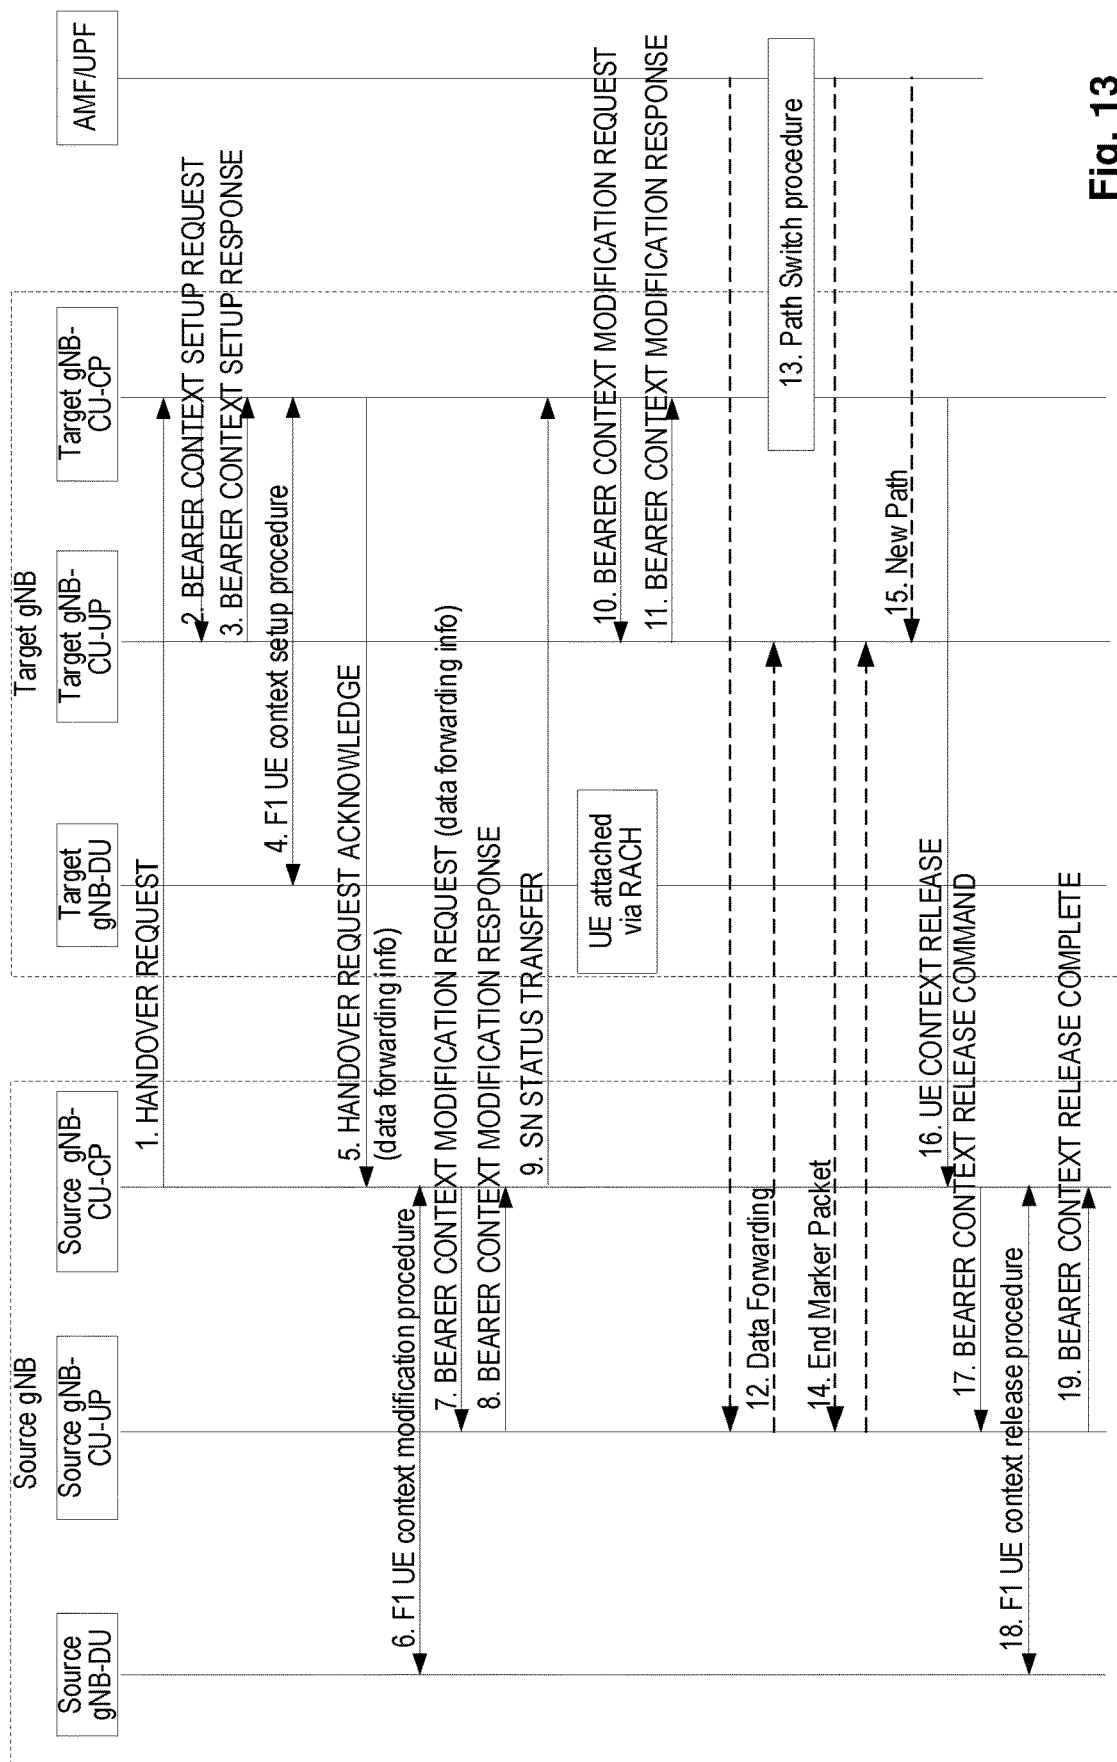 Source gNB
Target gNB
Source
gNB-DU
Source gNB-
CU-UP
Source gNB-
CU-CP
Target
gNB-DU
Target gNB-
CU-UP
Target gNB-
CU-CP
AMF/UPF
1. HANDOVER REQUEST
2. BEARER CONTEXT SETUP REQUEST
3. BEARER CONTEXT SETUP RESPONSE
4. F1 UE context setup procedure
5. HANDOVER REQUEST ACKNOWLEDGE
(data forwarding info)
6. F1 UE context modification procedure
7. BEARER CONTEXT MODIFICATION REQUEST (data forwarding info)
8. BEARER CONTEXT MODIFICATION RESPONSE
9. SN STATUS TRANSFER
UE attached
via RACH
10. BEARER CONTEXT MODIFICATION REQUEST
11. BEARER CONTEXT MODIFICATION RESPONSE
12. Data Forwarding
13. Path Switch procedure
14. End Marker Packet
15. New Path
16. UE CONTEXT RELEASE
17. BEARER CONTEXT RELEASE COMMAND
18. F1 UE context release procedure
19. BEARER CONTEXT RELEASE COMPLETE
Fig. 13